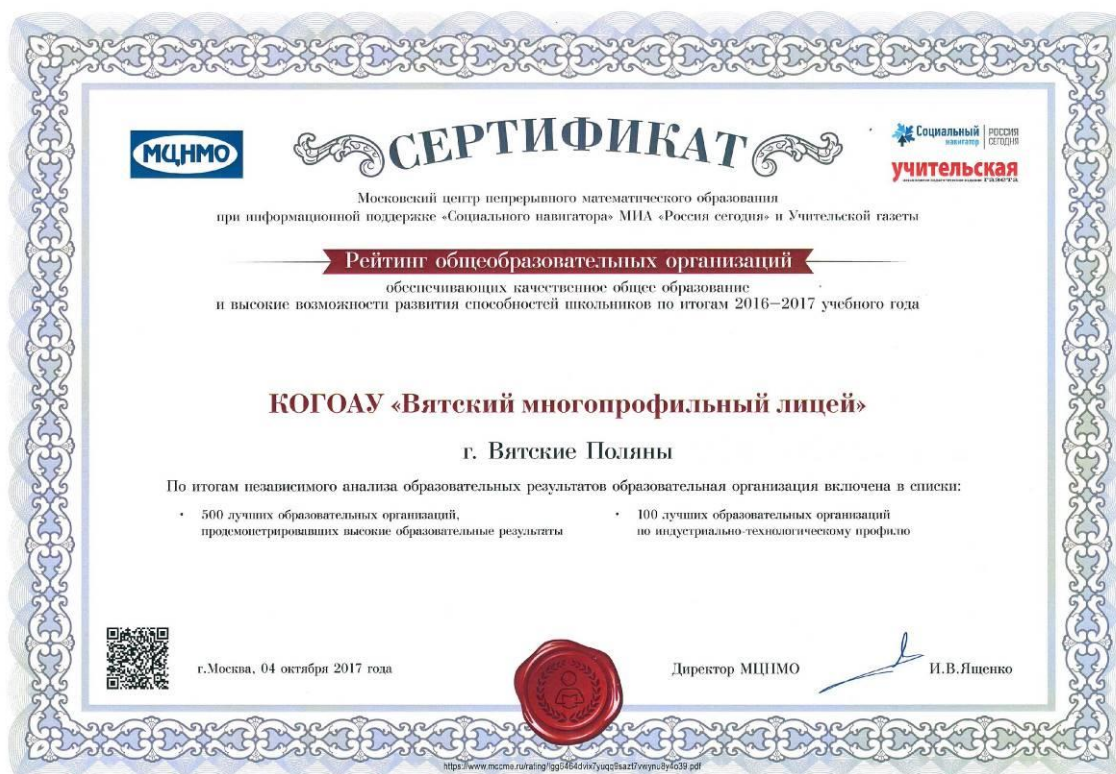 МЦНМО
СЕРТИФИКАТ
Социальный навигатор
РОССИЯ СЕГОДНЯ
УЧИТЕЛЬСКАЯ
ГАЗЕТА
Московский центр непрерывного математического образования
при информационной поддержке «Социального навигатора» МИА «Россия сегодня» и Учительской газеты
Рейтинг общеобразовательных организаций
обеспечивающих качественное общее образование
и высокие возможности развития способностей школьников по итогам 2016–2017 учебного года
КОГОАУ «Вятский многопрофильный лицей»
г. Вятские Поляны
По итогам независимого анализа образовательных результатов образовательная организация включена в списки:
• 500 лучших образовательных организаций,
продемонстрировавших высокие образовательные результаты
• 100 лучших образовательных организаций
по индустриально-технологическому профилю
г.Москва, 04 октября 2017 года
Директор МЦНМО
И.В.Ященко